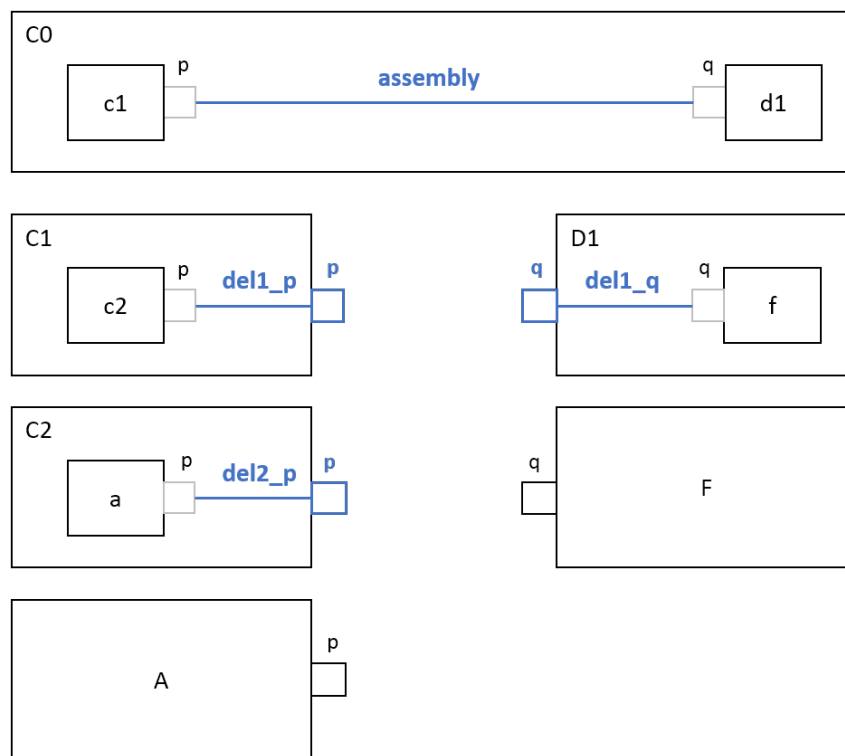 C0
p
assembly
q
c1
d1
C1
p
del1_p
p
c2
D1
q
del1_q
q
f
C2
p
del2_p
p
a
q
F
p
A